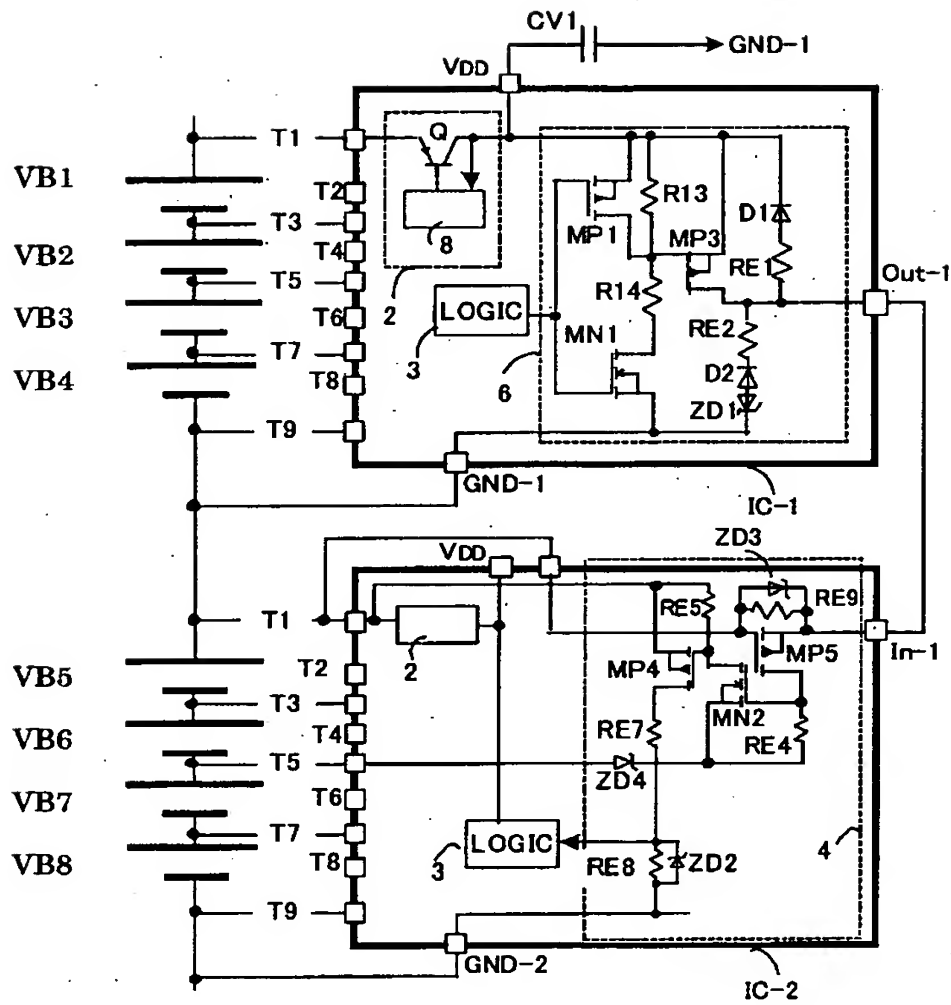 CV1
GND-1
VDD
T1
Q
VB1
T2
8
R13
D1
T3
MP1
MP3
RE1
VB2
T4
Out-1
T5
2
R14
VB3
LOGIC
RE2
T6
MN1
3
T7
6
D2
VB4
T8
ZD1
T9
GND-1
IC-1
VDD
ZD3
RE5
RE9
T1
2
MP4
MP5
In-1
T2
VB5
T3
MN2
RE7
RE4
VB6
T4
T5
ZD4
VB7
T6
T7
3
LOGIC
4
VB8
T8
RE8
ZD2
T9
GND-2
IC-2